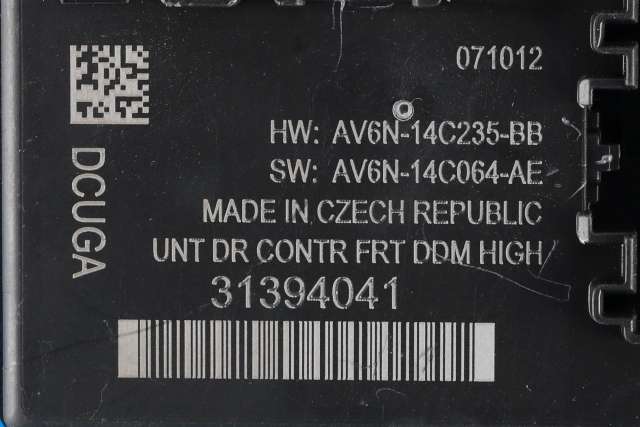 071012
HW: AV6N-14C235-BB
SW: AV6N-14C064-AE
MADE IN CZECH REPUBLIC
UNT DR CONTR FRT DDM HIGH
31394041
DCUGA